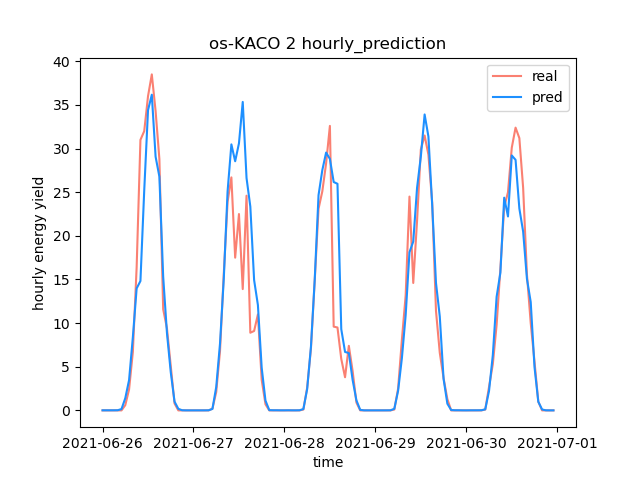 os-KACO 2 hourly_prediction
real
pred
hourly energy yield
40
35
30
25
20
15
10
5
0
2021-06-26 2021-06-27 2021-06-28 2021-06-29 2021-06-30 2021-07-01
time